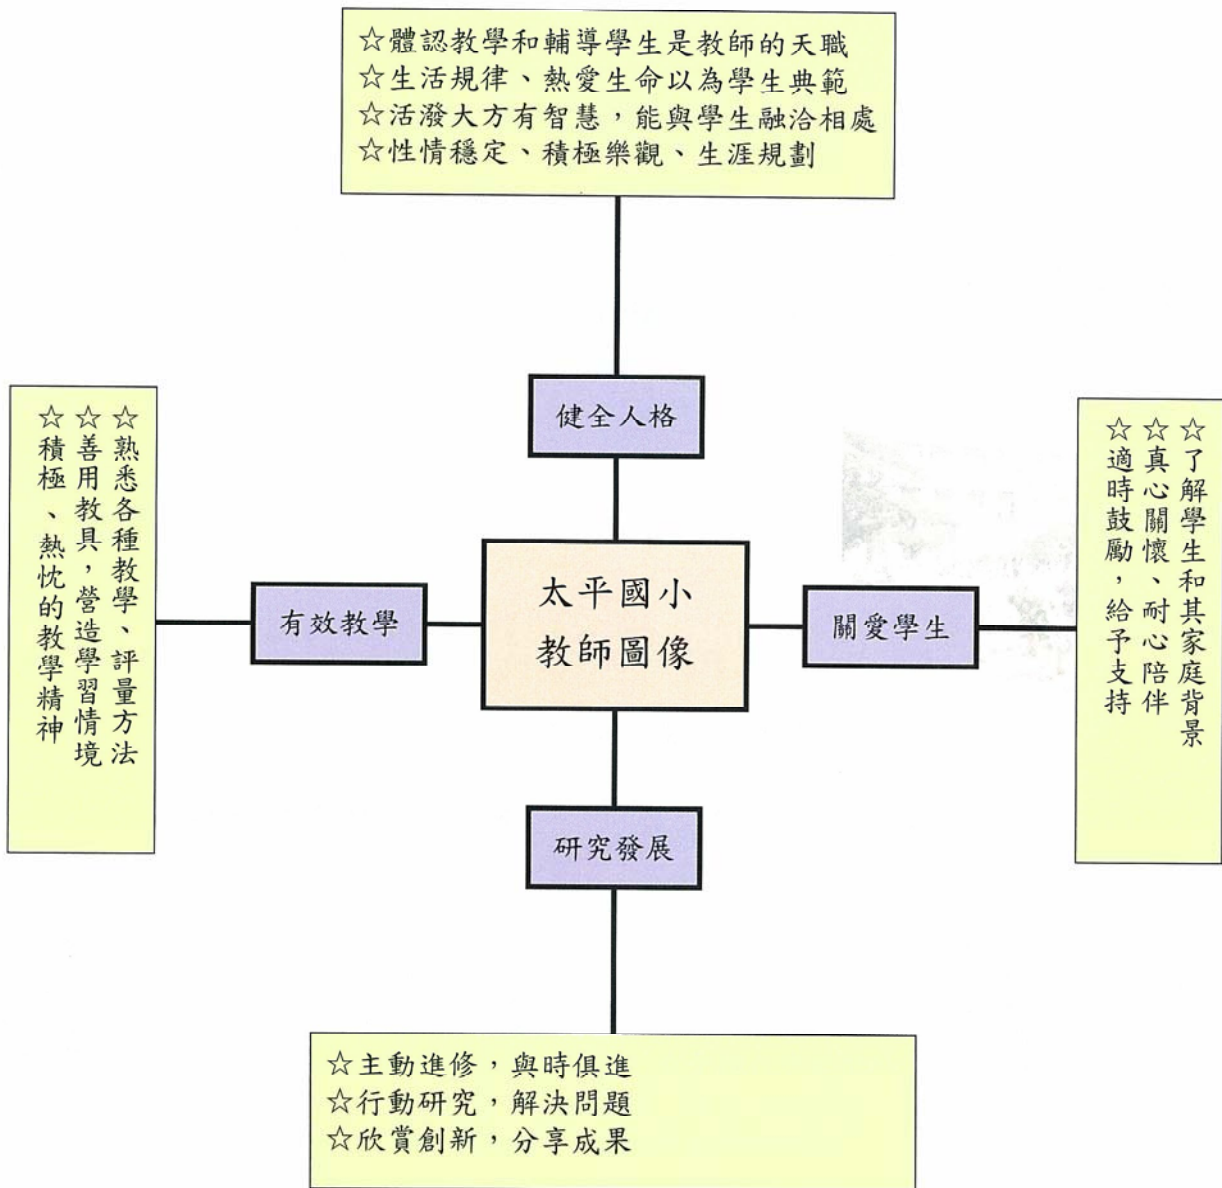 ☆體認教學和輔導學生是教師的天職
☆生活規律、熱愛生命以為學生典範
☆活潑大方有智慧，能與學生融洽相處
☆性情穩定、積極樂觀、生涯規劃
健全人格
☆熟悉各種教學、評量方法
☆善用教具，營造學習情境
☆積極、熱忱的教學精神
有效教學
太平國小
教師圖像
關愛學生
☆了解學生和其家庭背景
☆真心關懷、耐心陪伴
☆適時鼓勵，給予支持
研究發展
☆主動進修，與時俱進
☆行動研究，解決問題
☆欣賞創新，分享成果